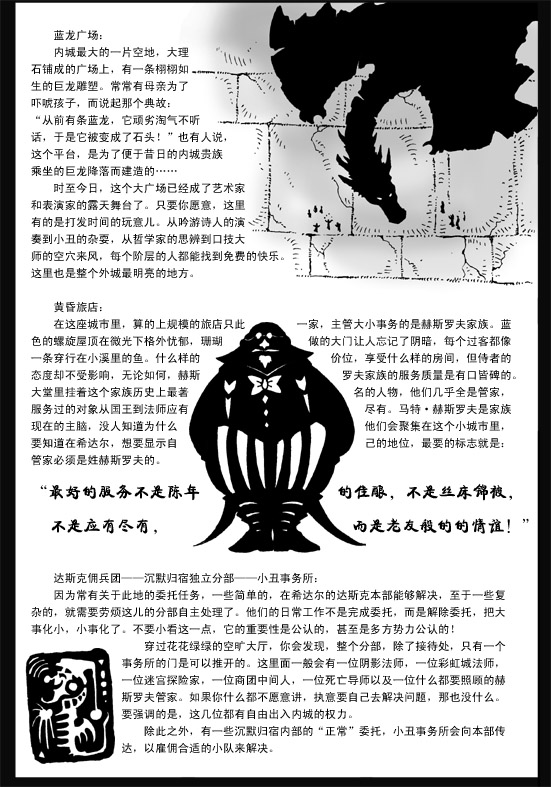 蓝龙广场:
内城最大的一片空地，大理
石铺成的广场上，有一条栩栩如
生的巨龙雕塑。常常有母亲为了
吓唬孩子，而说起那个典故:
“从前有条蓝龙，它顽劣淘气不听
话，于是它被变成了石头！”也有人说，
这个平台，是为了便于昔日的内城贵族
乘坐的巨龙降落而建造的……
时至今日，这个大广场已经成了艺术家
和表演家的露天舞台了。只要你愿意，这里
有的是打发时间的玩意儿。从吟游诗人的演
奏到小丑的杂耍，从哲学家的思辨到口技大
师的空穴来风，每个阶层的人都能找到免费的快乐。
这里也是整个外城最明亮的地方。
黄昏旅店:
在这座城市里，算的上规模的旅店只此一家，主管大小事务的是赫斯罗夫家族。蓝
色的螺旋屋顶在微光下格外忧郁，珊瑚做的大门让人忘记了阴暗，每个过客都像
一条穿行在小溪里的鱼。什么样的价位，享受什么样的房间，但侍者的
态度却不受影响，无论如何，赫斯罗夫家族的服务质量是有口皆碑的。
大堂里挂着这个家族历史上最著名的人物，他们几乎全是管家，
服务过的对象从国王到法师应有尽有。马特·赫斯罗夫是家族
现在的主脑，没人知道为什么他们会聚集在这个小城市里，
要知道在希达尔，想要显示自己的地位，最要的标志就是:
管家必须是姓赫斯罗夫的。
“最好的服务不是陈年的佳酿，不是丝床锦被，
不是应有尽有，而是老友般的的情谊！”
达斯克佣兵团——沉默归宿独立分部——小丑事务所:
因为常有关于此地的委托任务，一些简单的，在希达尔的达斯克本部能够解决，至于一些复
杂的，就需要劳烦这儿的分部自主处理了。他们的日常工作不是完成委托，而是解除委托，把大
事化小，小事化了。不要小看这一点，它的重要性是公认的，甚至是多方势力公认的！
穿过花花绿绿的空旷大厅，你会发现，整个分部，除了接待处，只有一个
事务所的门是可以推开的。这里面一般会有一位阴影法师，一位彩虹城法师，
一位迷宫探险家，一位商团中间人，一位死亡导师以及一位什么都要照顾的赫
斯罗夫管家。如果你什么都不愿意讲，执意要自己去解决问题，那也没什么。
要强调的是，这几位都有自由出入内城的权力。
除此之外，有一些沉默归宿内部的“正常”委托，小丑事务所会向本部传
达，以雇佣合适的小队来解决。